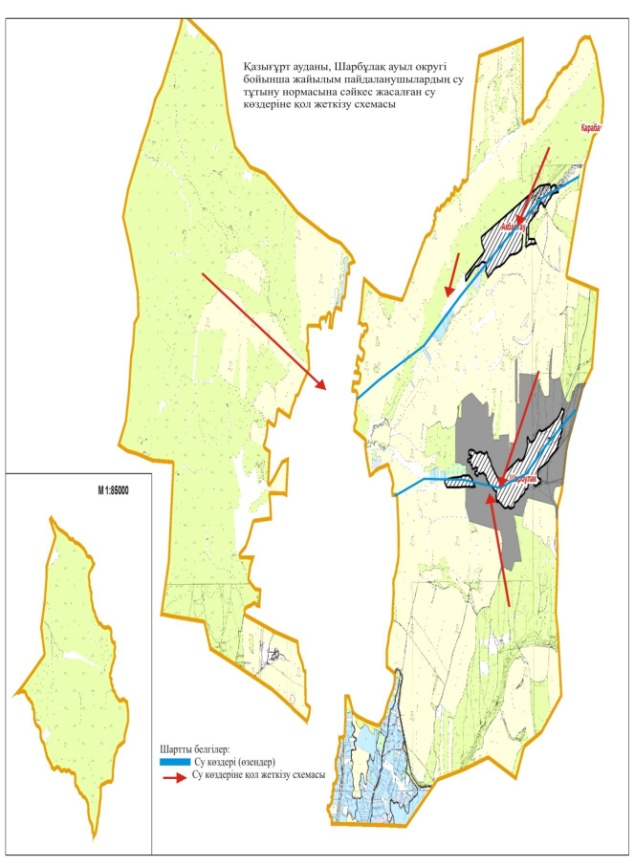 Қазығұрт ауданы, Шарбұлақ ауыл округі
бойынша жайылым пайдаланушылардың су
тұтыну нормасына сәйкес жасалған су
көздеріне қол жеткізу схемасы
М 1:85000
Шартты белгілер:
Су көздері (өзендер)
Су көздеріне қол жеткізу схемасы